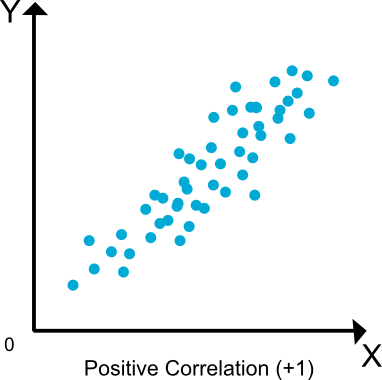 Y
0
X
Positive Correlation (+1)